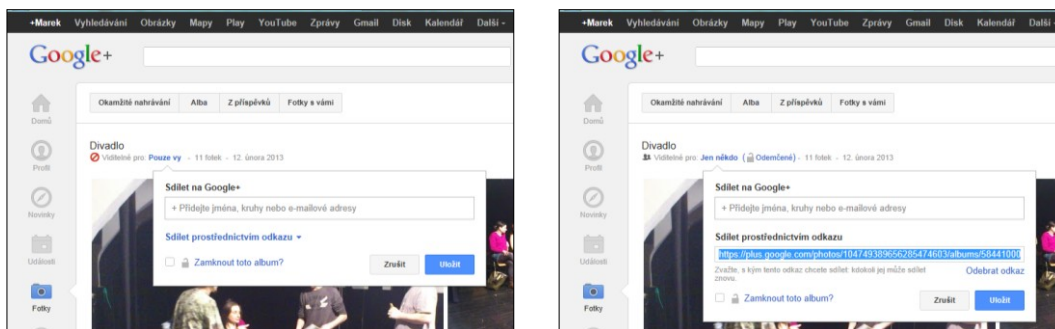 +Marek Vyhledávání Obrázky Mapy Play YouTube Zprávy Gmail Disk Kalendář Další
Google+
Okamžité nahrávání Alba Z příspěvků Fotky s vámi
Domů
Divadlo
Viditelné pro: Pouze vy - 11 fotek - 12. února 2013
Profil
Sdílet na Google+
+ Přidejte jména, kruhy nebo e-mailové adresy
Novinky
Sdílet prostřednictvím odkazu
Události
Zamknout toto album?
Zrušit Uložit
Fotky
+Marek Vyhledávání Obrázky Mapy Play YouTube Zprávy Gmail Disk Kalendář Další
Google+
Okamžité nahrávání Alba Z příspěvků Fotky s vámi
Domů
Divadlo
Viditelné pro: Jen někdo (Odemčené) - 11 fotek - 12. února 2013
Profil
Sdílet na Google+
+ Přidejte jména, kruhy nebo e-mailové adresy
Novinky
Sdílet prostřednictvím odkazu
https://plus.google.com/photos/104749389656285474603/albums/58441000
Události
Zvažte, s kým tento odkaz chcete sdílet: kdokoli jej může sdílet
znovu.
Odebrat odkaz
Zamknout toto album?
Zrušit Uložit
Fotky